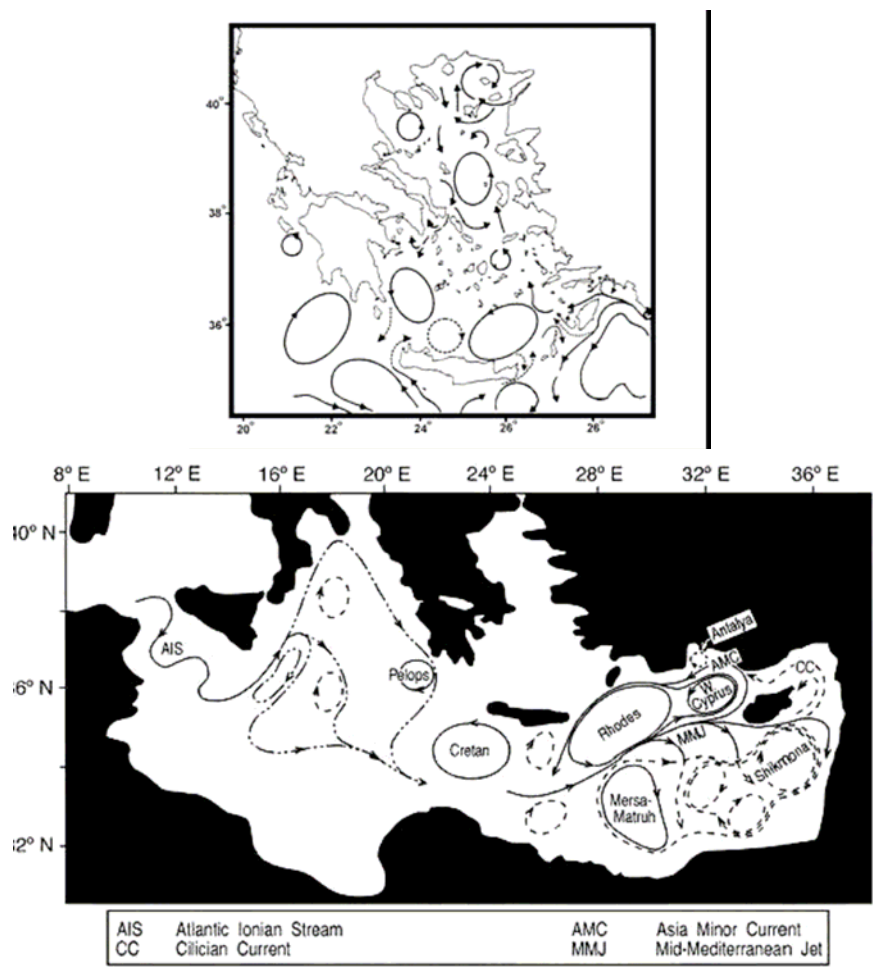 40°
38°
36°
20° 22° 24° 26° 26°
8° E 12° E 16° E 20° E 24° E 28° E 32° E 36° E
40° N
AIS
Antalya
AMC
CC
Pelops
W
Cyprus
6° N
Rhodes
Cretan
MMJ
Shikmona
Mersa-
Matruh
2° N
AIS Atlantic Ionian Stream AMC Asia Minor Current
CC Cilician Current MMJ Mid-Mediterranean Jet